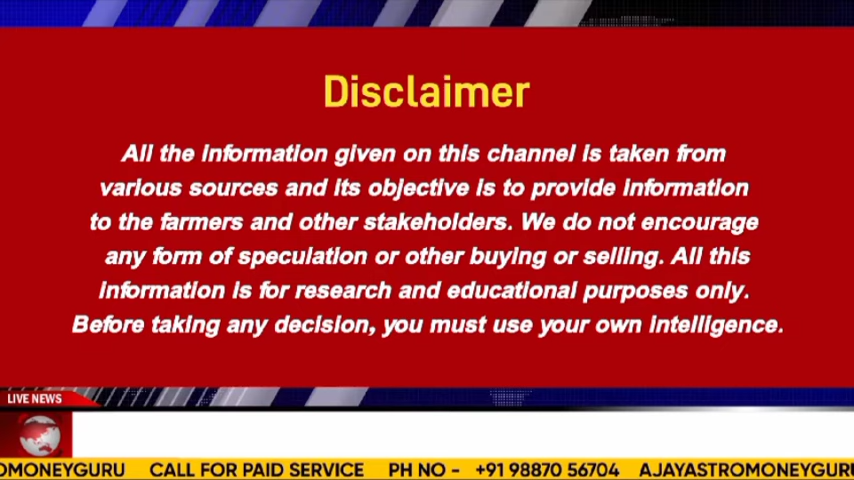 Disclaimer
All the information given on this channel is taken from
various sources and its objective is to provide information
to the farmers and other stakeholders. We do not encourage
any form of speculation or other buying or selling. All this
information is for research and educational purposes only.
Before taking any decision, you must use your own intelligence.
LIVE NEWS
OMONEYGURU CALL FOR PAID SERVICE PH NO - +91 98870 56704 AJAYASTROMONEYGURU